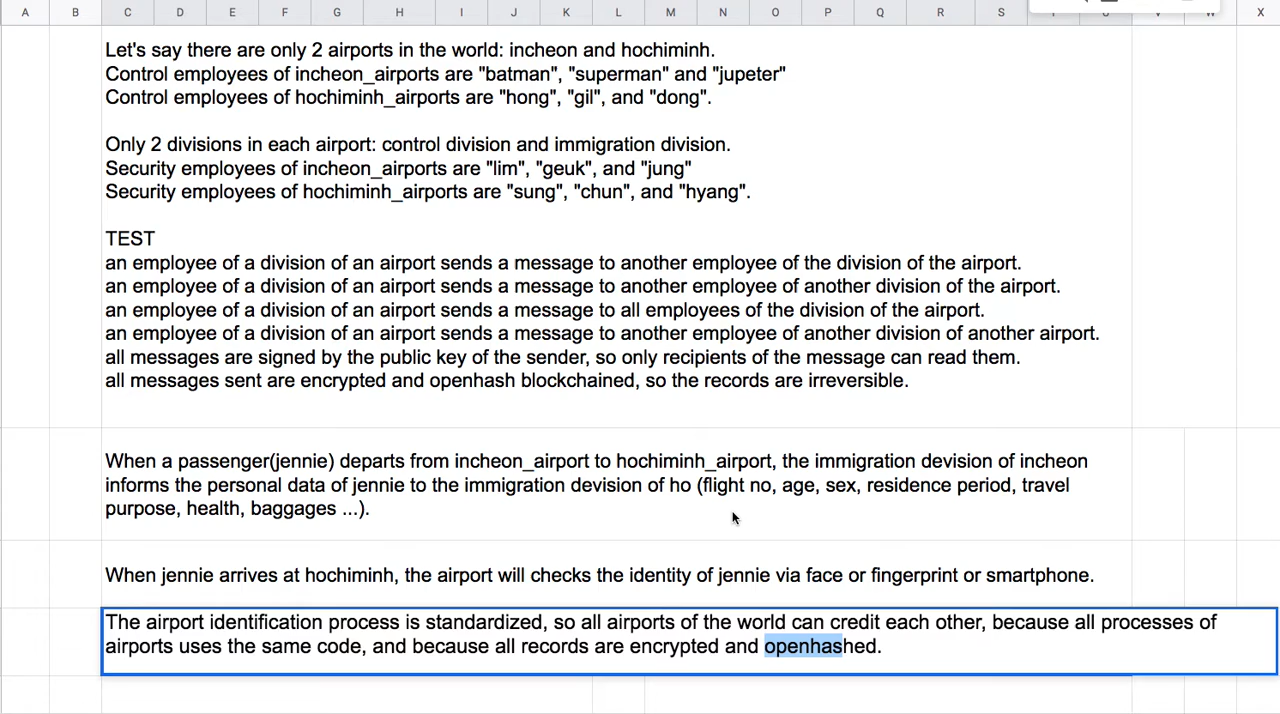 A B C D E F G H I J K L M N O P Q R S X
Let's say there are only 2 airports in the world: incheon and hochiminh.
Control employees of incheon_airports are "batman", "superman" and "jupeter"
Control employees of hochiminh_airports are "hong", "gil", and "dong".
Only 2 divisions in each airport: control division and immigration division.
Security employees of incheon_airports are "lim", "geuk", and "jung"
Security employees of hochiminh_airports are "sung", "chun", and "hyang".
TEST
an employee of a division of an airport sends a message to another employee of the division of the airport.
an employee of a division of an airport sends a message to another employee of another division of the airport.
an employee of a division of an airport sends a message to all employees of the division of the airport.
an employee of a division of an airport sends a message to another employee of another division of another airport.
all messages are signed by the public key of the sender, so only recipients of the message can read them.
all messages sent are encrypted and openhash blockchained, so the records are irreversible.
When a passenger(jennie) departs from incheon_airport to hochiminh_airport, the immigration devision of incheon
informs the personal data of jennie to the immigration devision of ho (flight no, age, sex, residence period, travel
purpose, health, baggages ...).
When jennie arrives at hochiminh, the airport will checks the identity of jennie via face or fingerprint or smartphone.
The airport identification process is standardized, so all airports of the world can credit each other, because all processes of
airports uses the same code, and because all records are encrypted and openhashed.